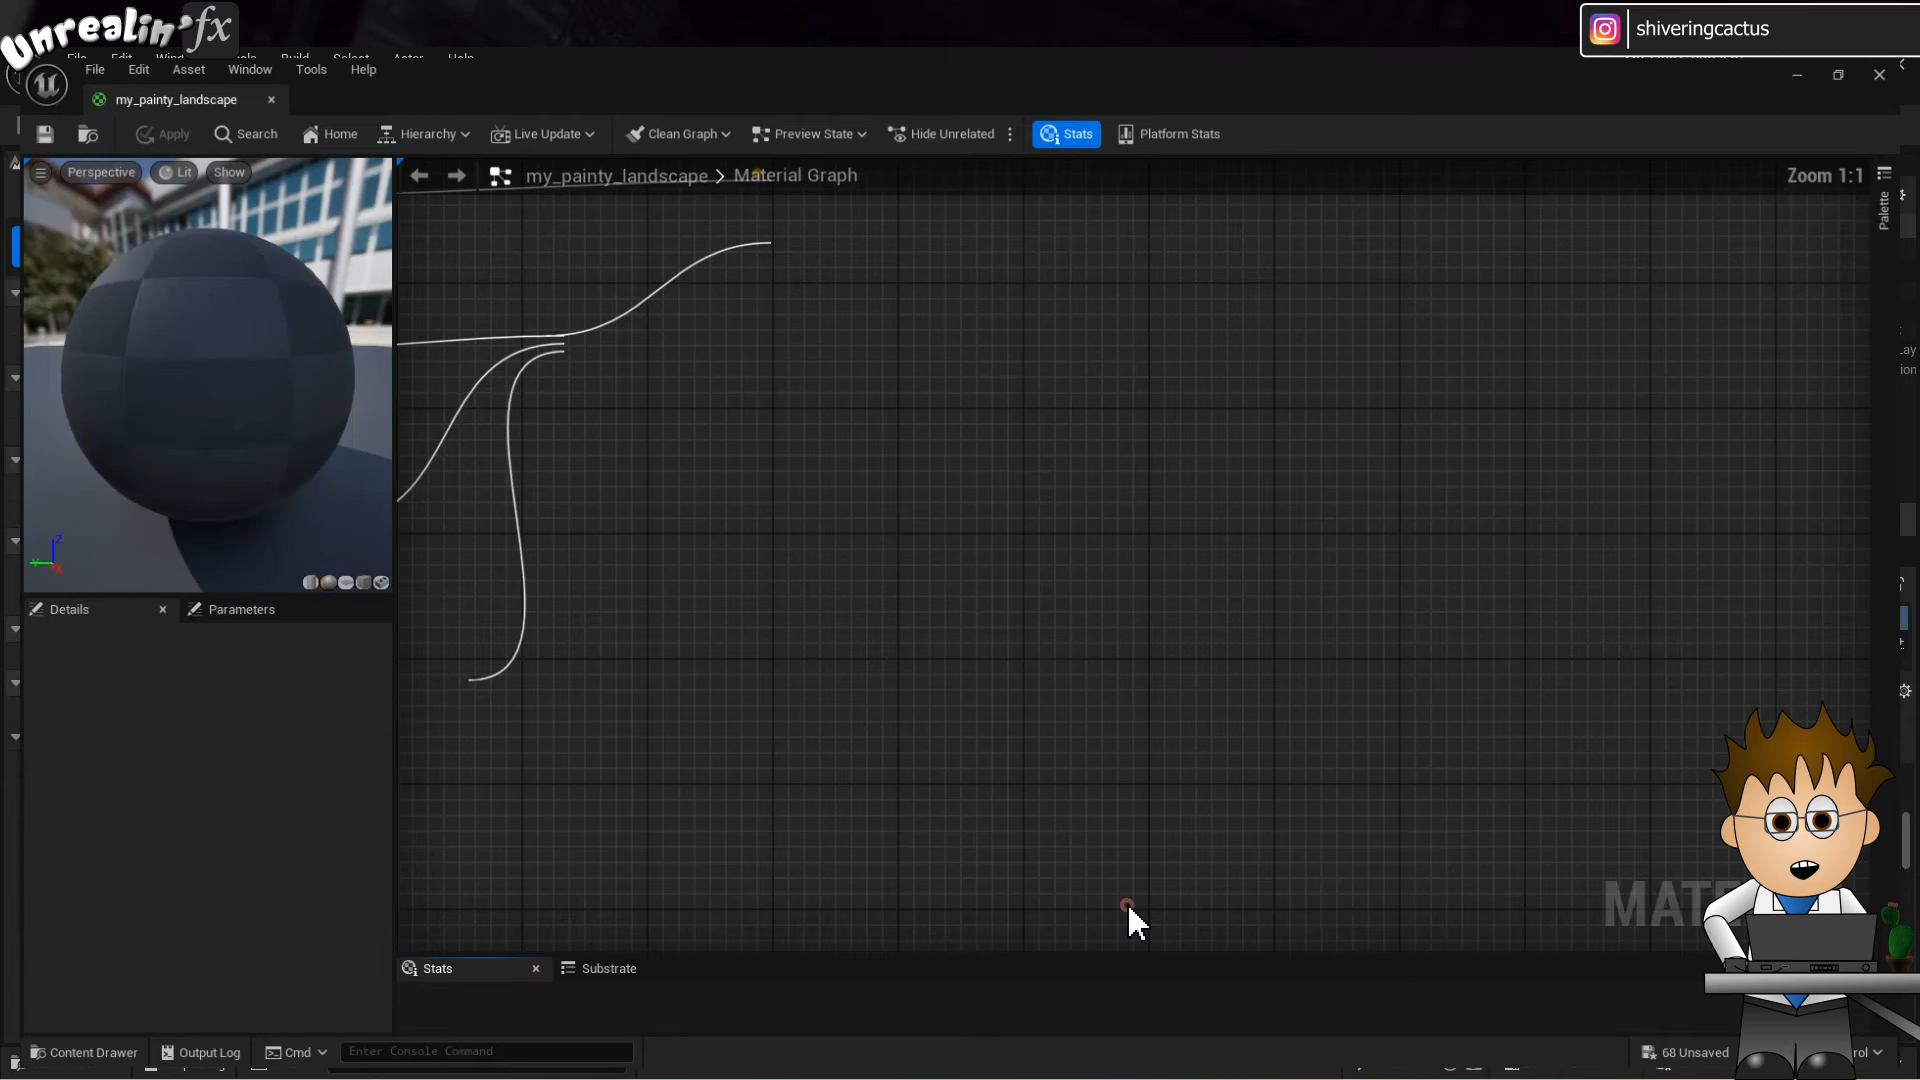 Unrealin' fx
shiveringcactus
File Edit Asset Window Tools Help
my_painty_landscape
Apply Search Home Hierarchy Live Update Clean Graph Preview State Hide Unrelated Stats Platform Stats
Perspective Lit Show
my_painty_landscape > Material Graph
Zoom 1:1
Palette
Details Parameters
MATE
Stats Substrate
Content Drawer Output Log Cmd Enter Console Command 68 Unsaved